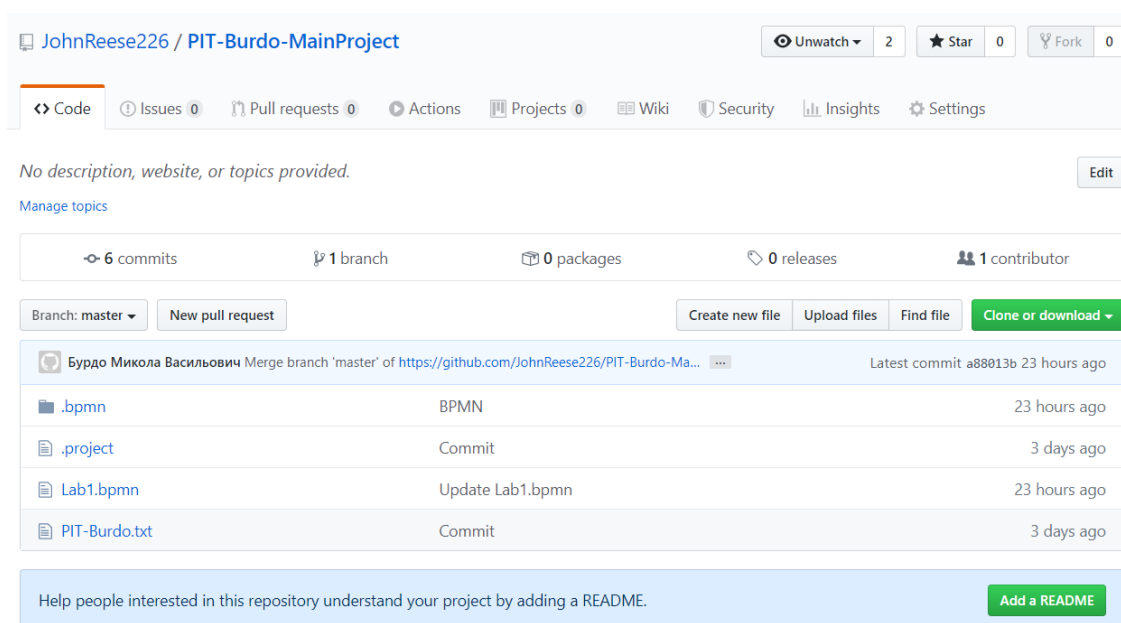 JohnReese226 / PIT-Burdo-MainProject
Unwatch 2 Star 0 Fork 0
Code Issues 0 Pull requests 0 Actions Projects 0 Wiki Security Insights Settings
No description, website, or topics provided. Edit
Manage topics
6 commits 1 branch 0 packages 0 releases 1 contributor
Branch: master New pull request Create new file Upload files Find file Clone or download
Бурдо Микола Васильович Merge branch 'master' of https://github.com/JohnReese226/PIT-Burdo-Ma... ... Latest commit a88013b 23 hours ago
.bpmn BPMN 23 hours ago
.project Commit 3 days ago
Lab1.bpmn Update Lab1.bpmn 23 hours ago
PIT-Burdo.txt Commit 3 days ago
Help people interested in this repository understand your project by adding a README. Add a README